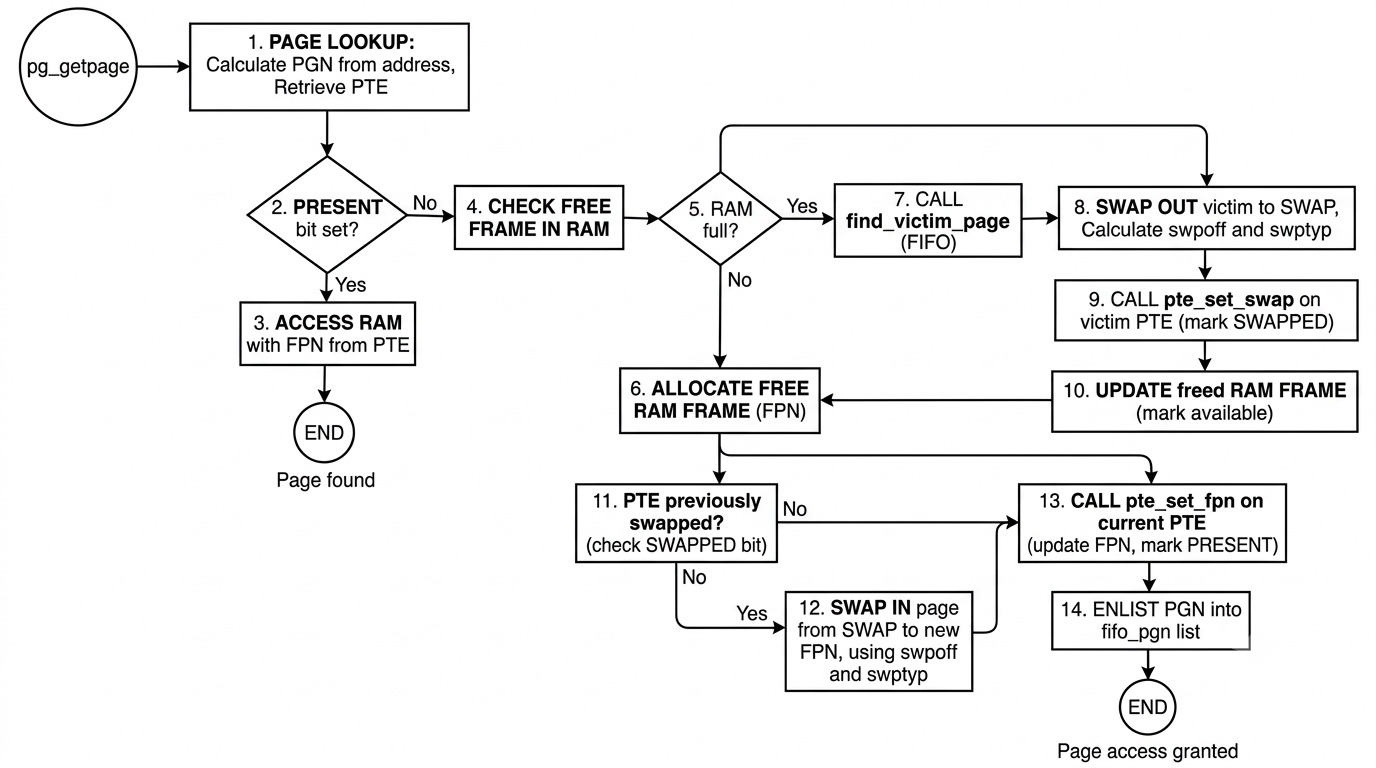 pg_getpage
1. PAGE LOOKUP:
Calculate PGN from address,
Retrieve PTE
2. PRESENT
bit set?
No
Yes
3. ACCESS RAM
with FPN from PTE
END
Page found
4. CHECK FREE
FRAME IN RAM
5. RAM
full?
Yes
No
7. CALL
find_victim_page
(FIFO)
8. SWAP OUT victim to SWAP,
Calculate swpoff and swptyp
9. CALL pte_set_swap on
victim PTE (mark SWAPPED)
10. UPDATE freed RAM FRAME
(mark available)
6. ALLOCATE FREE
RAM FRAME (FPN)
11. PTE previously
swapped?
(check SWAPPED bit)
No
No
Yes
12. SWAP IN page
from SWAP to new
FPN, using swpoff
and swptyp
13. CALL pte_set_fpn on
current PTE
(update FPN, mark PRESENT)
14. ENLIST PGN into
fifo_pgn list
END
Page access granted